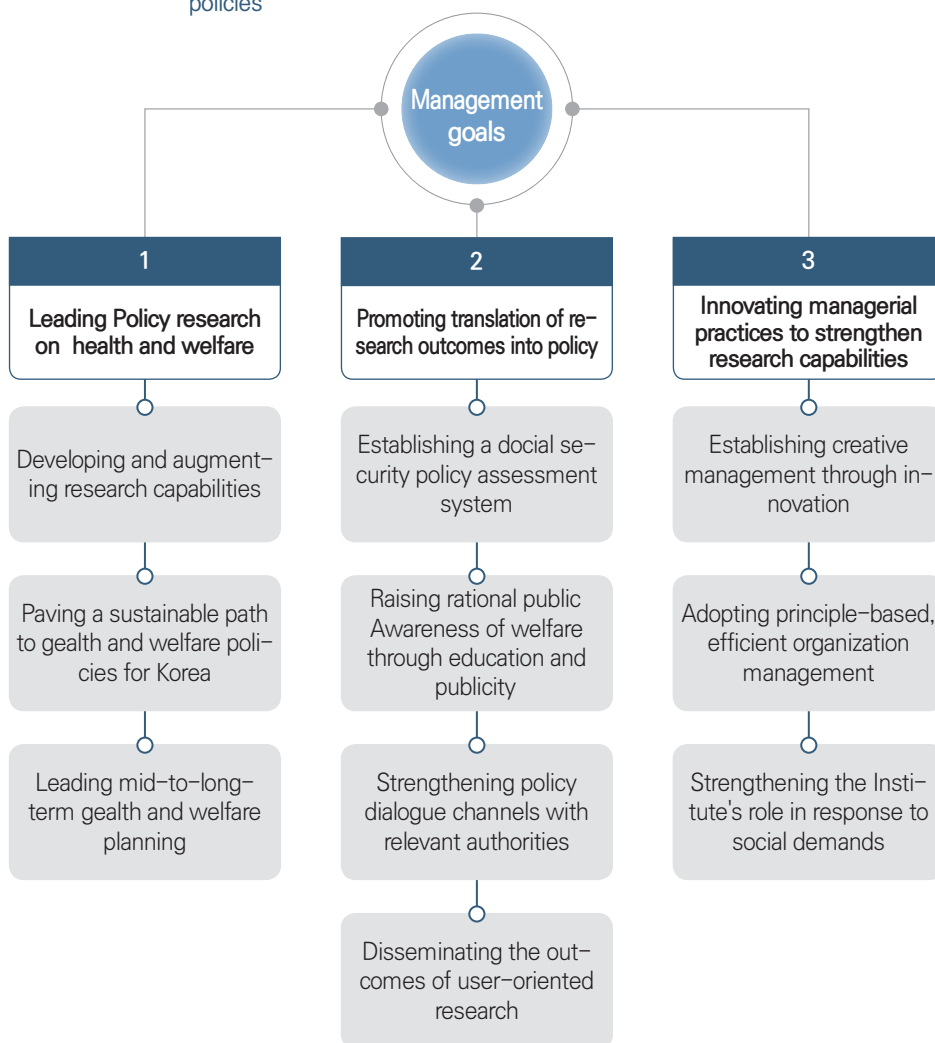 policies
Management
goals
1
Leading Policy research
on health and welfare
Developing and augment-
ing research capabilities
Paving a sustainable path
to gealth and welfare poli-
cies for Korea
Leading mid-to-long-
term gealth and welfare
planning
2
Promoting translation of re-
search outcomes into policy
Establishing a docial se-
curity policy assessment
system
Raising rational public
Awareness of welfare
through education and
publicity
Strengthening policy
dialogue channels with
relevant authorities
Disseminating the out-
comes of user-oriented
research
3
Innovating managerial
practices to strengthen
research capabilities
Establishing creative
management through in-
novation
Adopting principle-based,
efficient organization
management
Strengthening the Insti-
tute's role in response to
social demands